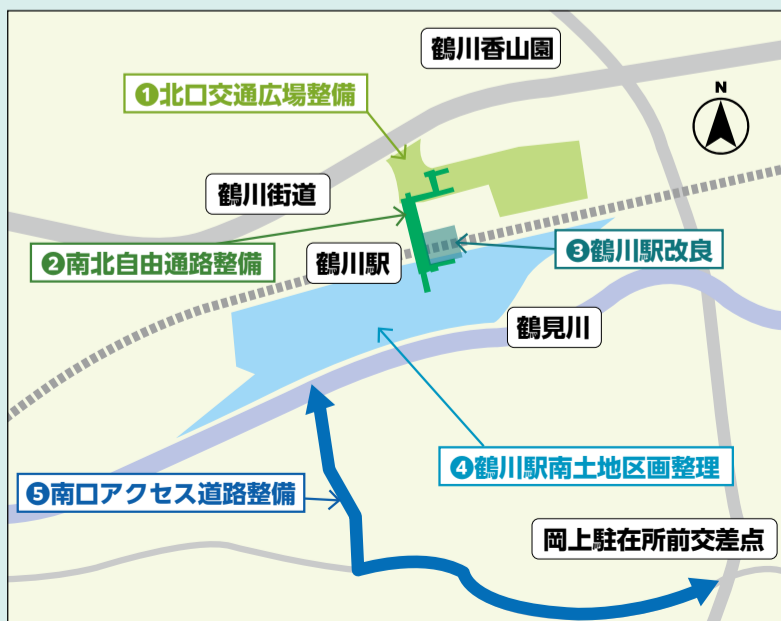 鶴川香山園
❶北口交通広場整備
N
鶴川街道
❷南北自由通路整備
鶴川駅
❸鶴川駅改良
鶴見川
❹鶴川駅南土地区画整理
❺南口アクセス道路整備
岡上駐在所前交差点